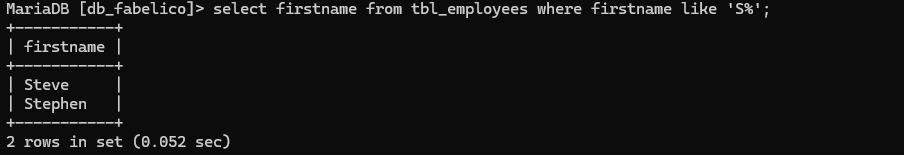 MariaDB [db_fabelico]> select firstname from tbl_employees where firstname like 'S%';
+-----------+
| firstname |
+-----------+
| Steve     |
| Stephen   |
+-----------+
2 rows in set (0.052 sec)